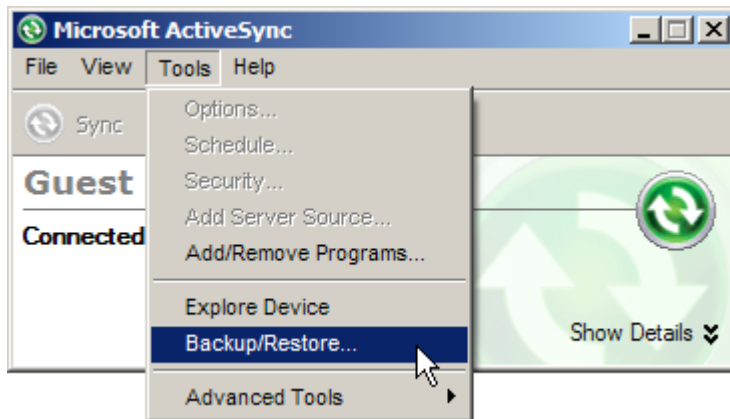 Microsoft ActiveSync
File View Tools Help
Sync
Options...
Schedule...
Security...
Add Server Source...
Add/Remove Programs...
Explore Device
Backup/Restore...
Advanced Tools
Guest
Connected
Show Details